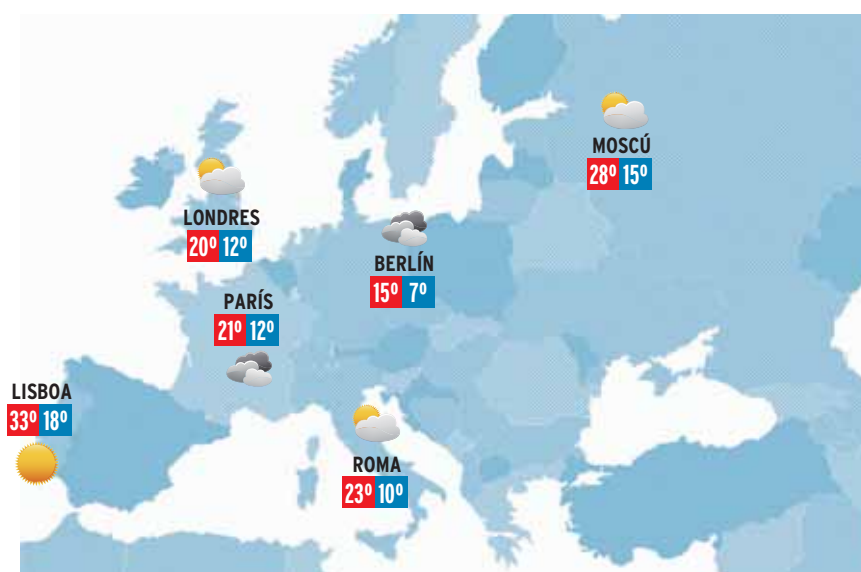 MOSCÚ
28º 15º
LONDRES
20º 12º
BERLÍN
15º 7º
PARÍS
21º 12º
LISBOA
33º 18º
ROMA
23º 10º